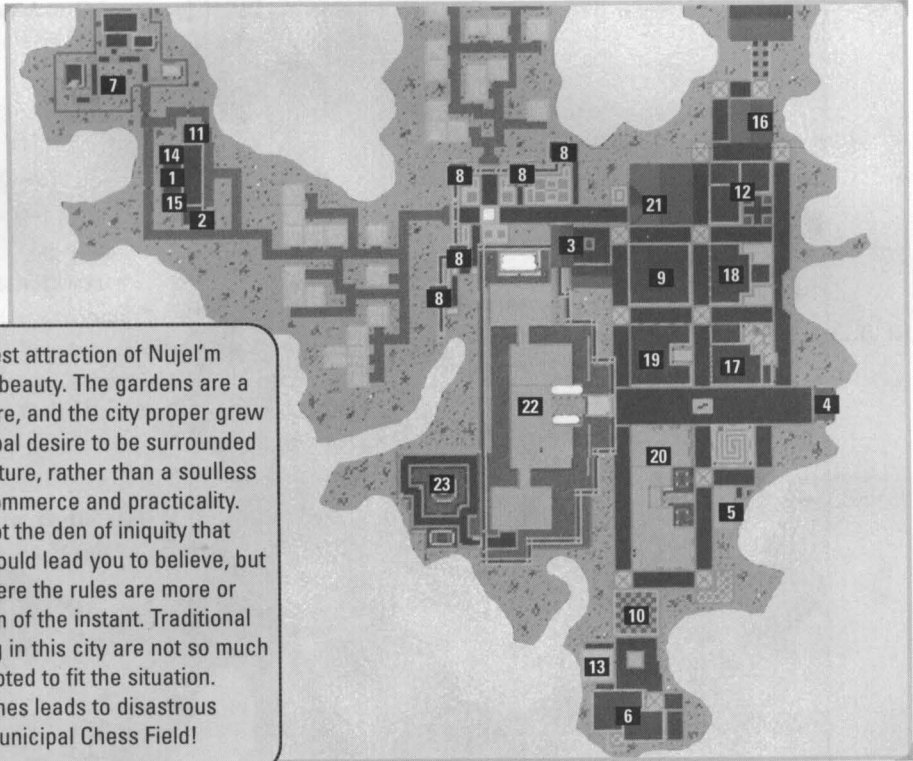 7
11
14
1
15
2
8
8
8
8
8
3
21
16
12
9
18
19
17
22
4
20
5
23
10
13
6
est attraction of Nujel'm
beauty. The gardens are a
re, and the city proper grew
pal desire to be surrounded
ture, rather than a soulless
ommerce and practicality.
ot the den of iniquity that
ould lead you to believe, but
ere the rules are more or
n of the instant. Traditional
g in this city are not so much
pted to fit the situation.
nes leads to disastrous
unicipal Chess Field!